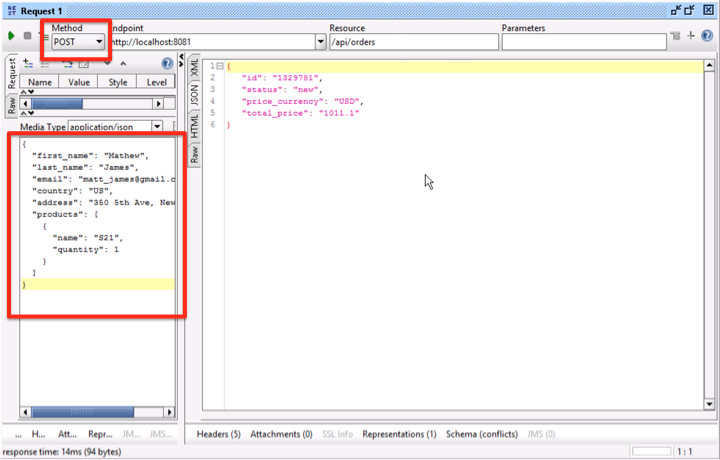 RE ST Request 1
Method Endpoint Resource Parameters
POST http://localhost:8081 /api/orders
Request
Raw
Name Value Style Level
Media Type application/json
{
"first_name": "Mathew",
"last_name": "James",
"email": "matt_james@gmail.c
"country": "US",
"address": "350 5th Ave, New
"products": [
{
"name": "S21",
"quantity": 1
}
]
}
XML
JSON
HTML
Raw
1 {
2 "id": "1329781",
3 "status": "new",
4 "price_currency": "USD",
5 "total_price": "1011.1"
6 }
... H... Att... Repr... JM... JMS...
Headers (5) Attachments (0) SSL Info Representations (1) Schema (conflicts) JMS (0)
response time: 14ms (94 bytes) 1 : 1